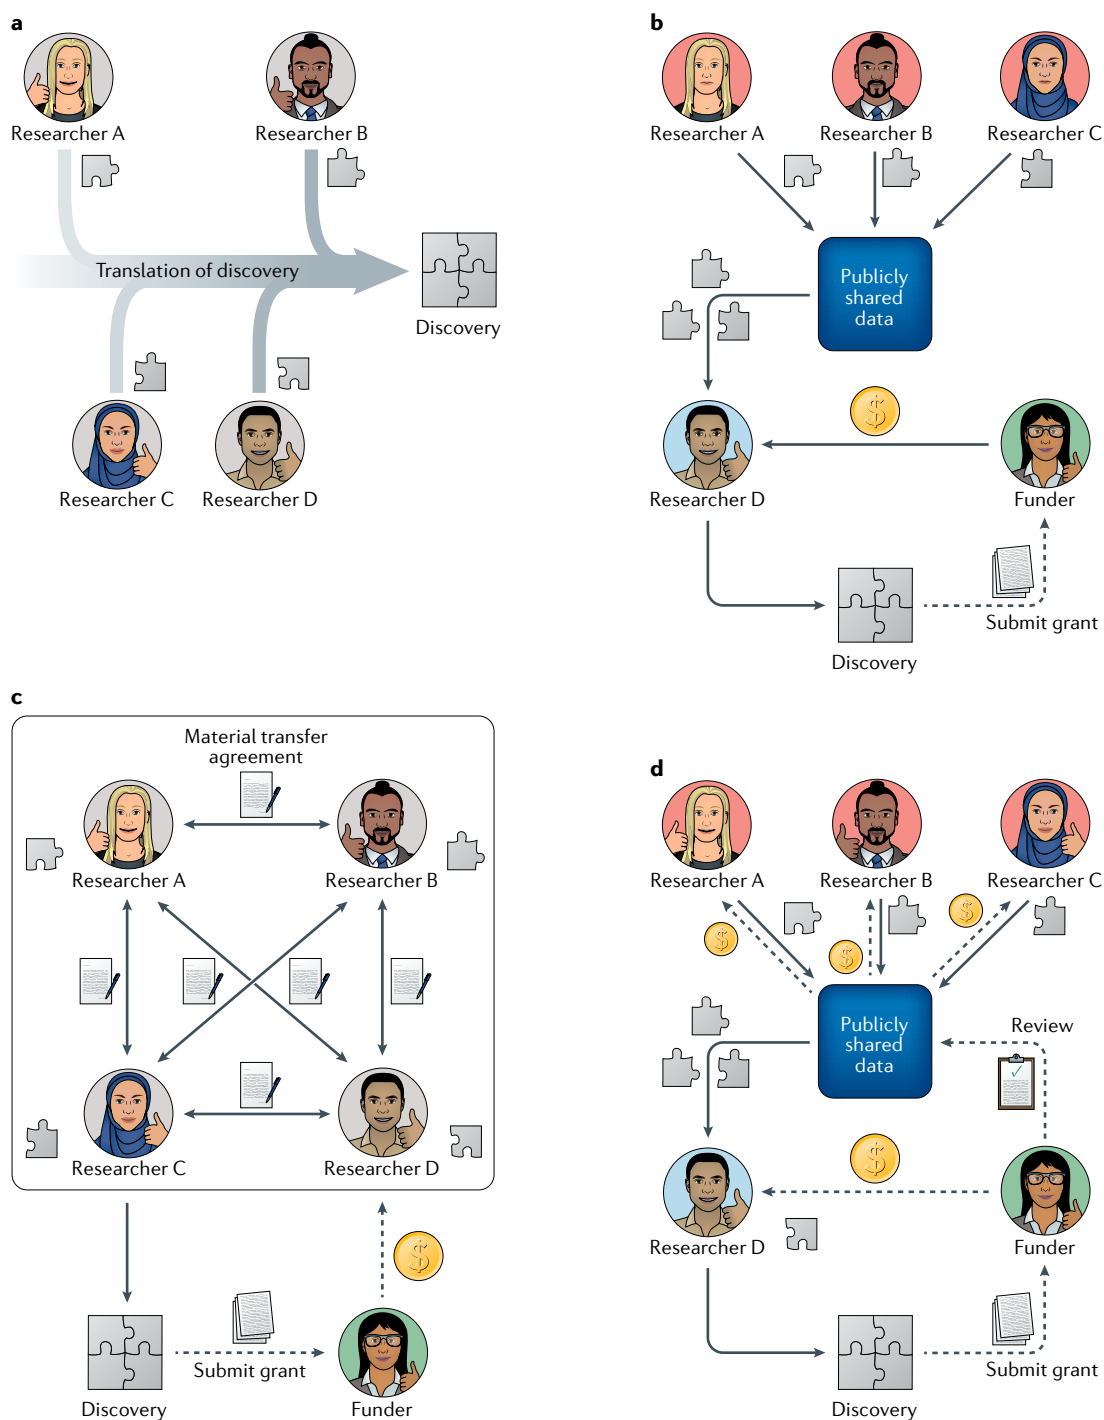 a
Researcher A
Researcher B
Translation of discovery
Discovery
Researcher C
Researcher D
b
Researcher A
Researcher B
Researcher C
Publicly
shared
data
$
Researcher D
Funder
Submit grant
Discovery
c
Material transfer
agreement
Researcher A
Researcher B
Researcher C
Researcher D
$
Submit grant
Discovery
Funder
d
Researcher A
Researcher B
Researcher C
$
$
$
Publicly
shared
data
Review
$
Researcher D
Funder
Submit grant
Discovery